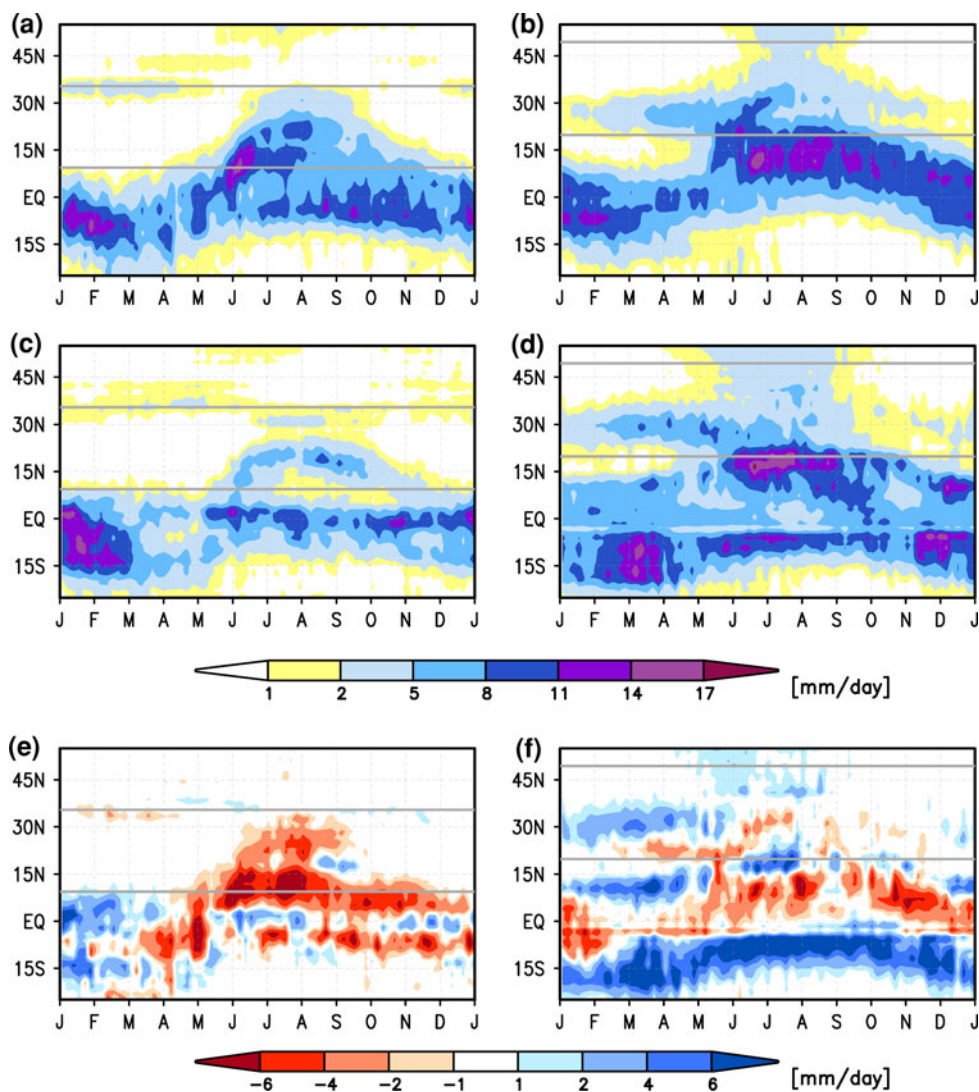 (a) (b)
45N 45N
30N 30N
15N 15N
EQ EQ
15S 15S
J F M A M J J A S O N D J J F M A M J J A S O N D J
(c) (d)
45N 45N
30N 30N
15N 15N
EQ EQ
15S 15S
J F M A M J J A S O N D J J F M A M J J A S O N D J
1 2 5 8 11 14 17 [mm/day]
(e) (f)
45N 45N
30N 30N
15N 15N
EQ EQ
15S 15S
J F M A M J J A S O N D J J F M A M J J A S O N D J
-6 -4 -2 -1 1 2 4 6 [mm/day]